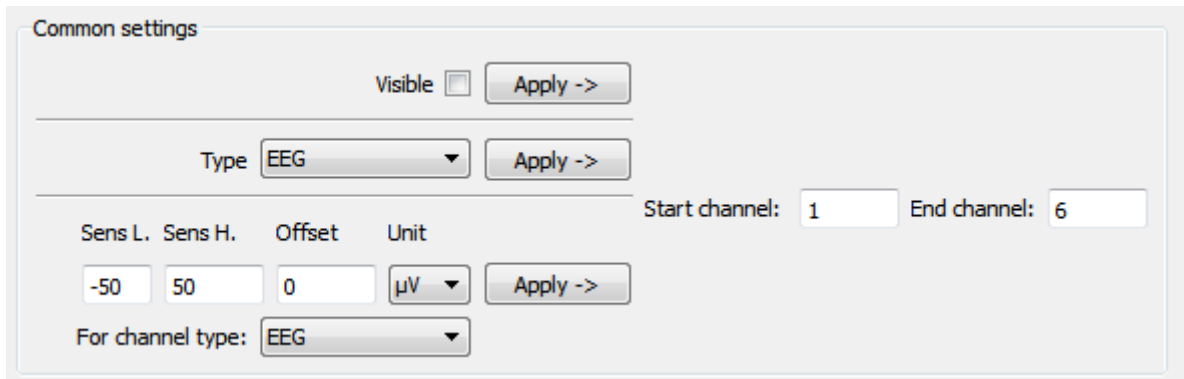 Common settings
Visible Apply ->
Type EEG Apply ->
Start channel: 1 End channel: 6
Sens L. Sens H. Offset Unit
-50 50 0 µV Apply ->
For channel type: EEG